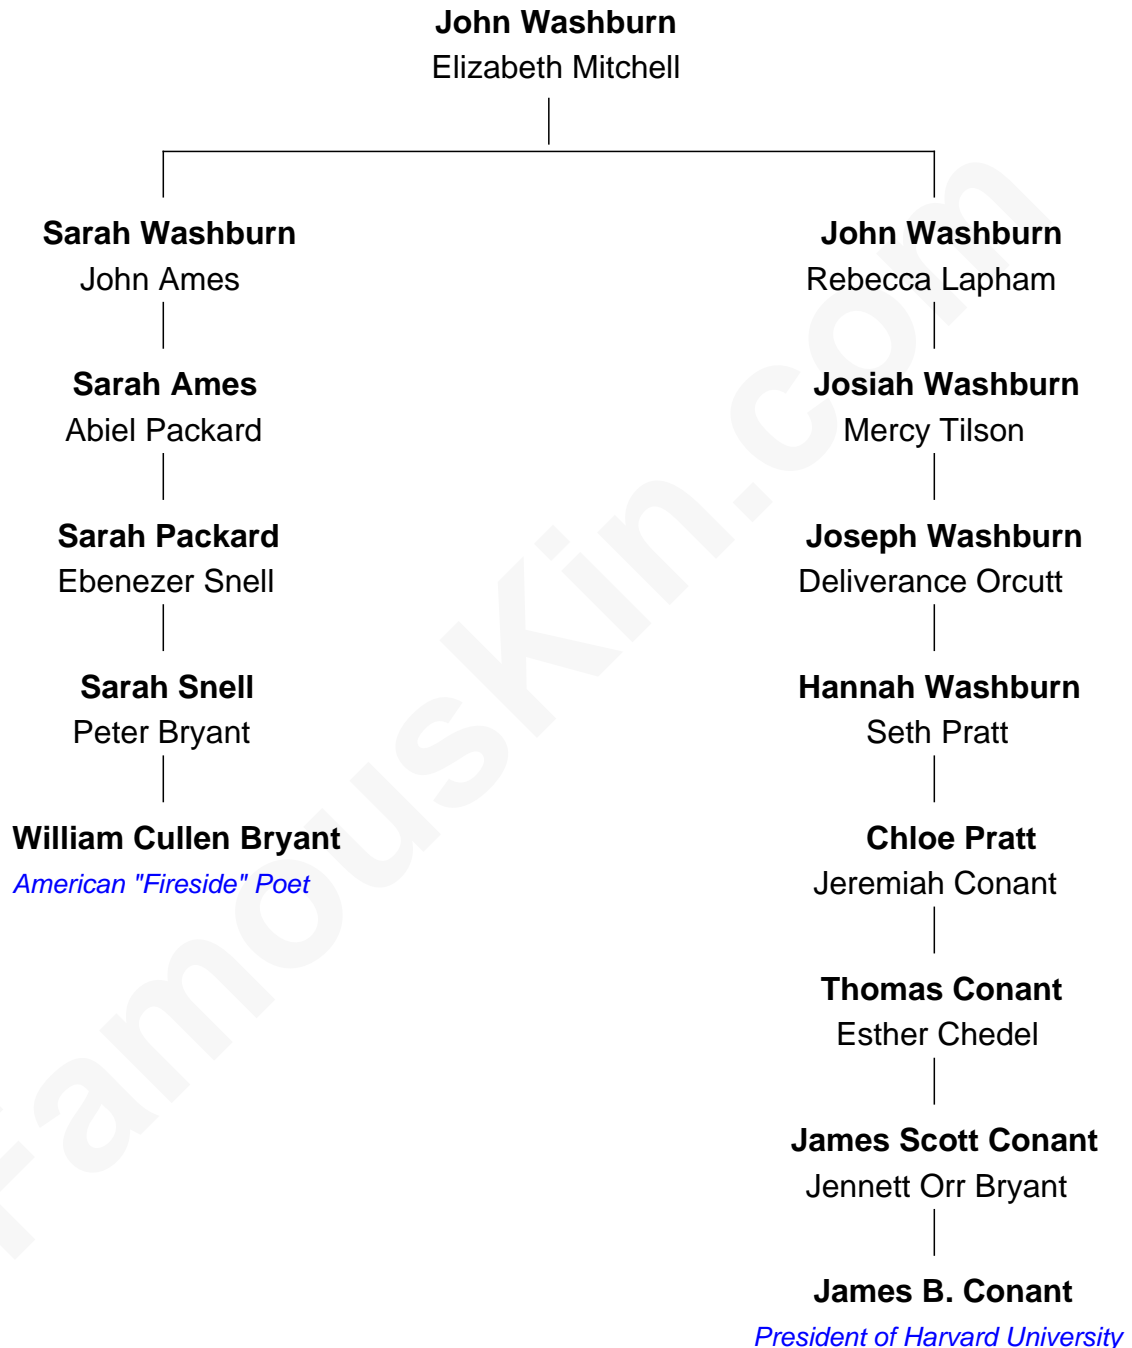 John Washburn
Elizabeth Mitchell
Sarah Washburn
John Ames
Sarah Ames
Abiel Packard
Sarah Packard
Ebenezer Snell
Sarah Snell
Peter Bryant
William Cullen Bryant
American "Fireside" Poet
John Washburn
Rebecca Lapham
Josiah Washburn
Mercy Tilson
Joseph Washburn
Deliverance Orcutt
Hannah Washburn
Seth Pratt
Chloe Pratt
Jeremiah Conant
Thomas Conant
Esther Chedel
James Scott Conant
Jennett Orr Bryant
James B. Conant
President of Harvard University
FamousKin.com